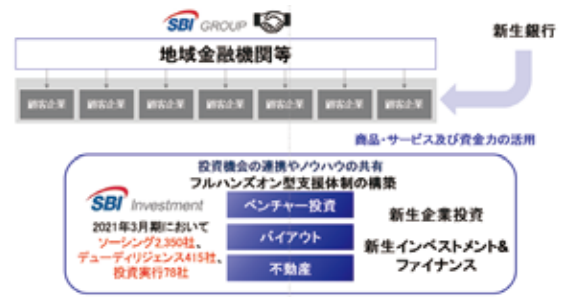 SBI GROUP
新生銀行
地域金融機関等
顧客企業 顧客企業 顧客企業 顧客企業 顧客企業 顧客企業 顧客企業
商品・サービス及び資金力の活用
投資機会の連携やノウハウの共有
フルハンズオン型支援体制の構築
SBI Investment
2021年3月期において
ソーシング2,350社、
デューディリジェンス415社、
投資実行78社
ベンチャー投資
バイアウト
不動産
新生企業投資
新生インベストメント&
ファイナンス